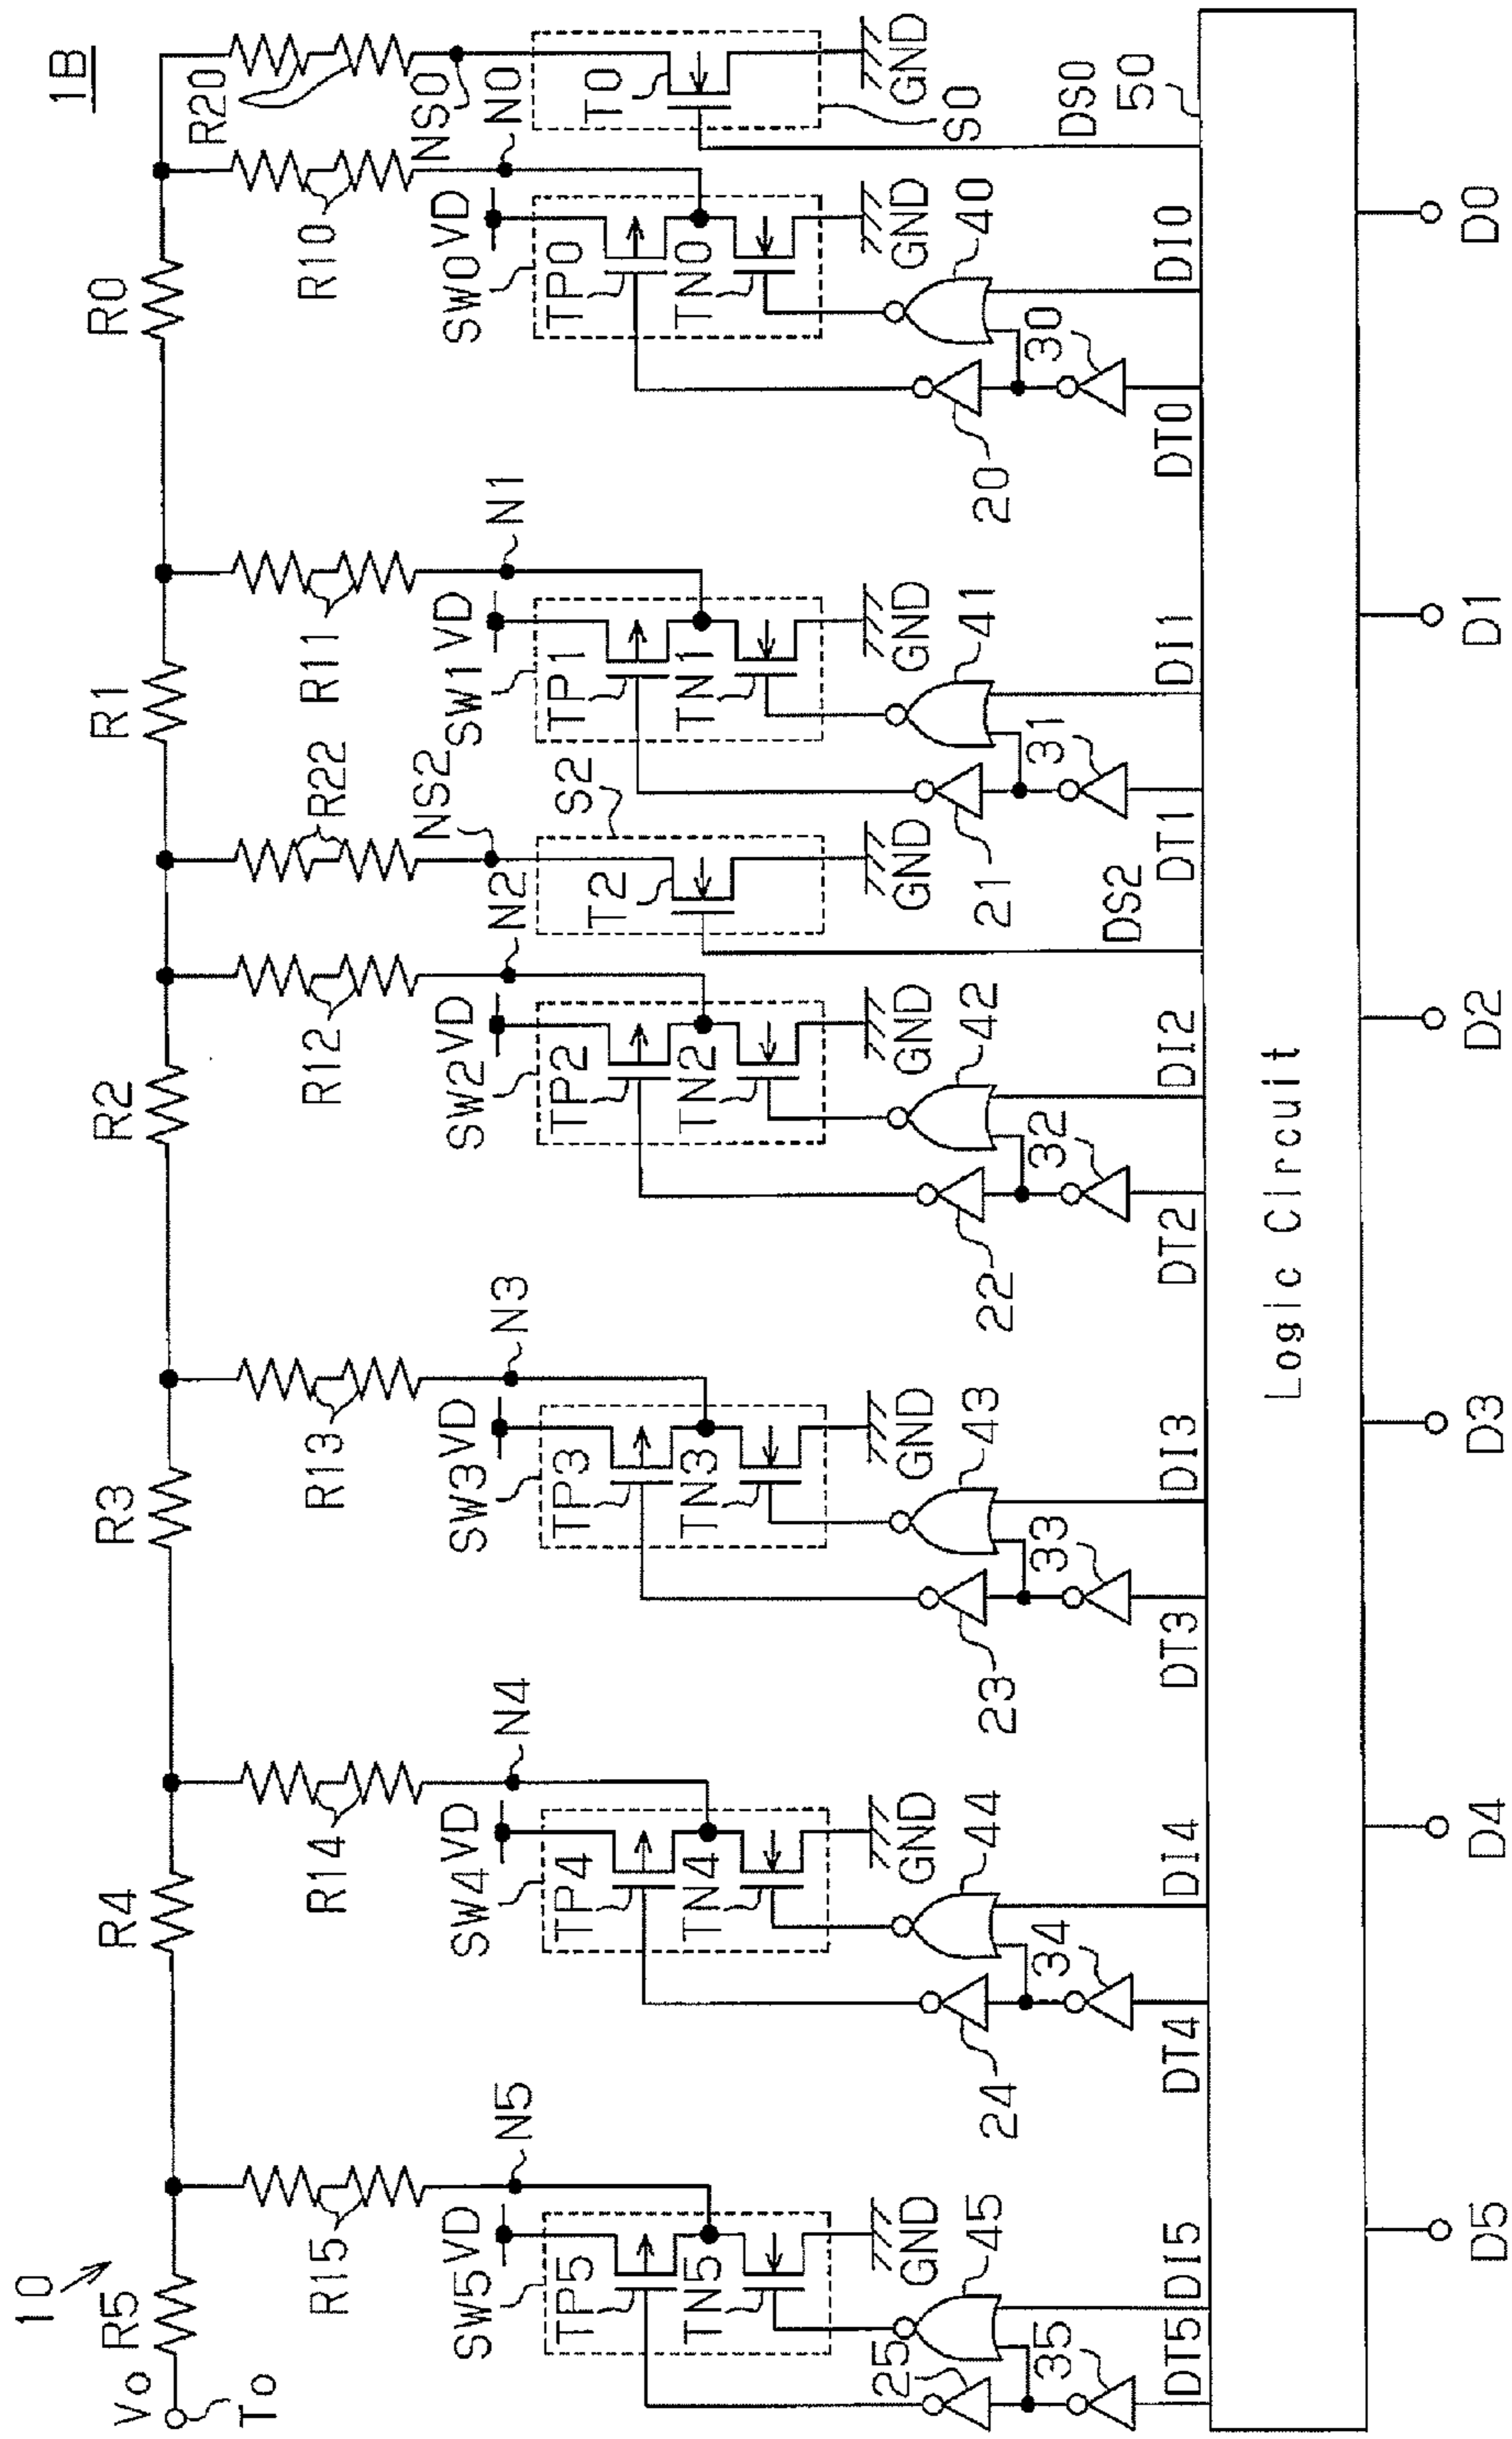 1B
10
Vo
To
R5
R4
R3
R2
R1
R0
R15
R14
R13
R12
R22
R11
R10
R20
N5
N4
N3
N2
NS2
N1
N0
NS0
SW5
VD
TP5
TN5
GND
SW4
VD
TP4
TN4
GND
SW3
VD
TP3
TN3
GND
SW2
VD
TP2
TN2
GND
S2
T2
GND
SW1
VD
TP1
TN1
GND
SW0
VD
TP0
TN0
GND
T0
S0
GND
25
45
35
24
44
34
23
43
33
22
42
32
21
41
31
20
40
30
DT5
DI5
DT4
DI4
DT3
DI3
DT2
DI2
DS2
DT1
DI1
DT0
DI0
DS0
50
Logic CIrcuit
D5
D4
D3
D2
D1
D0